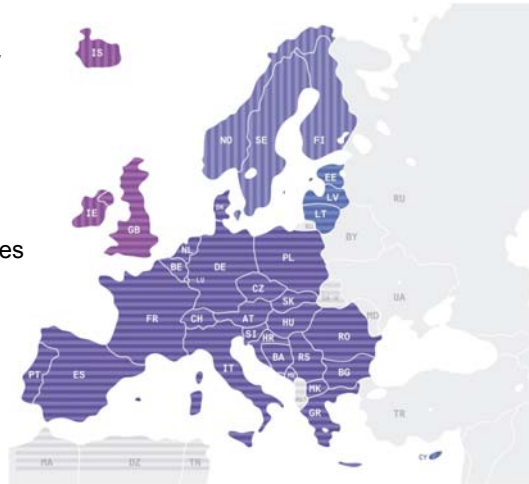 IS
NO
SE
FI
EE
RU
LV
DK
LT
IE
GB
BY
NL
es
BE
DE
PL
LU
CZ
UA
SK
FR
CH
AT
HU
MD
SI
RO
HR
BA
RS
IT
BG
PT
ES
MK
GR
TR
CY
MA
DZ
TN